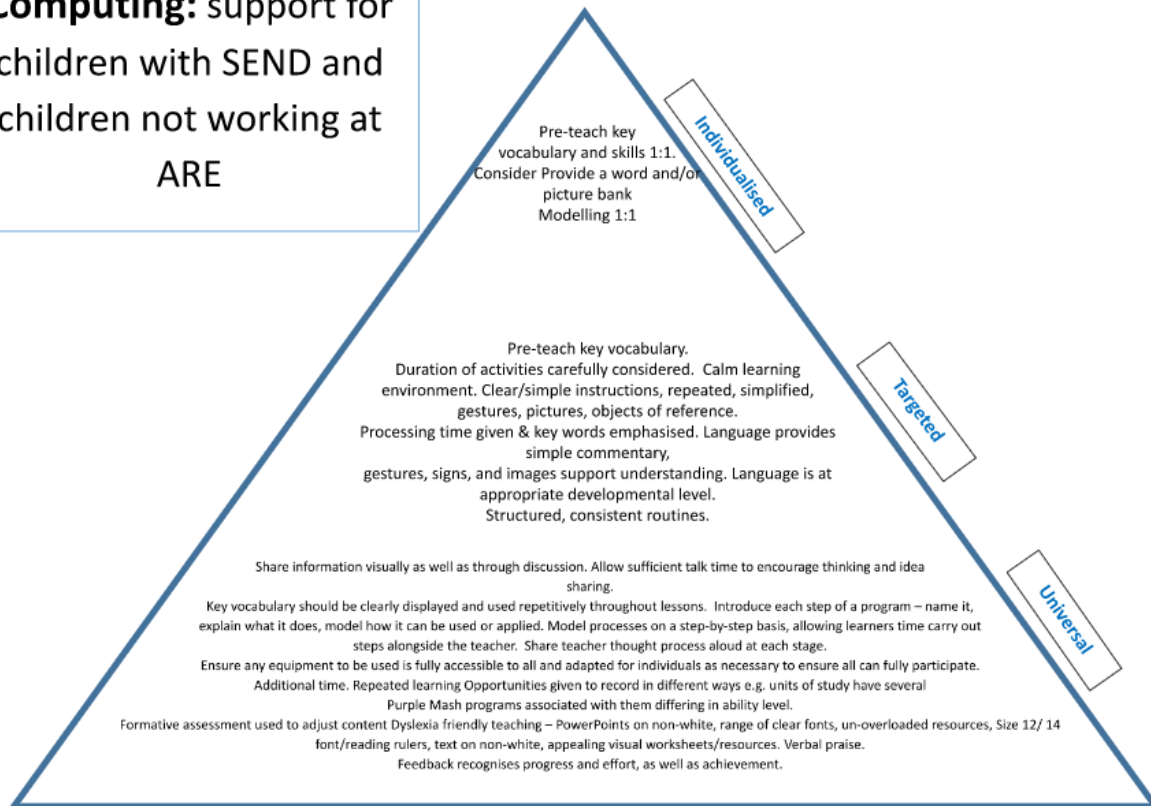 Computing: support for
children with SEND and
children not working at
ARE
Individualised
Pre-teach key
vocabulary and skills 1:1.
Consider Provide a word and/or
picture bank
Modelling 1:1
Targeted
Pre-teach key vocabulary.
Duration of activities carefully considered. Calm learning
environment. Clear/simple instructions, repeated, simplified,
gestures, pictures, objects of reference.
Processing time given & key words emphasised. Language provides
simple commentary,
gestures, signs, and images support understanding. Language is at
appropriate developmental level.
Structured, consistent routines.
Universal
Share information visually as well as through discussion. Allow sufficient talk time to encourage thinking and idea
sharing.
Key vocabulary should be clearly displayed and used repetitively throughout lessons. Introduce each step of a program – name it,
explain what it does, model how it can be used or applied. Model processes on a step-by-step basis, allowing learners time carry out
steps alongside the teacher. Share teacher thought process aloud at each stage.
Ensure any equipment to be used is fully accessible to all and adapted for individuals as necessary to ensure all can fully participate.
Additional time. Repeated learning Opportunities given to record in different ways e.g. units of study have several
Purple Mash programs associated with them differing in ability level.
Formative assessment used to adjust content Dyslexia friendly teaching – PowerPoints on non-white, range of clear fonts, un-overloaded resources, Size 12/ 14
font/reading rulers, text on non-white, appealing visual worksheets/resources. Verbal praise.
Feedback recognises progress and effort, as well as achievement.